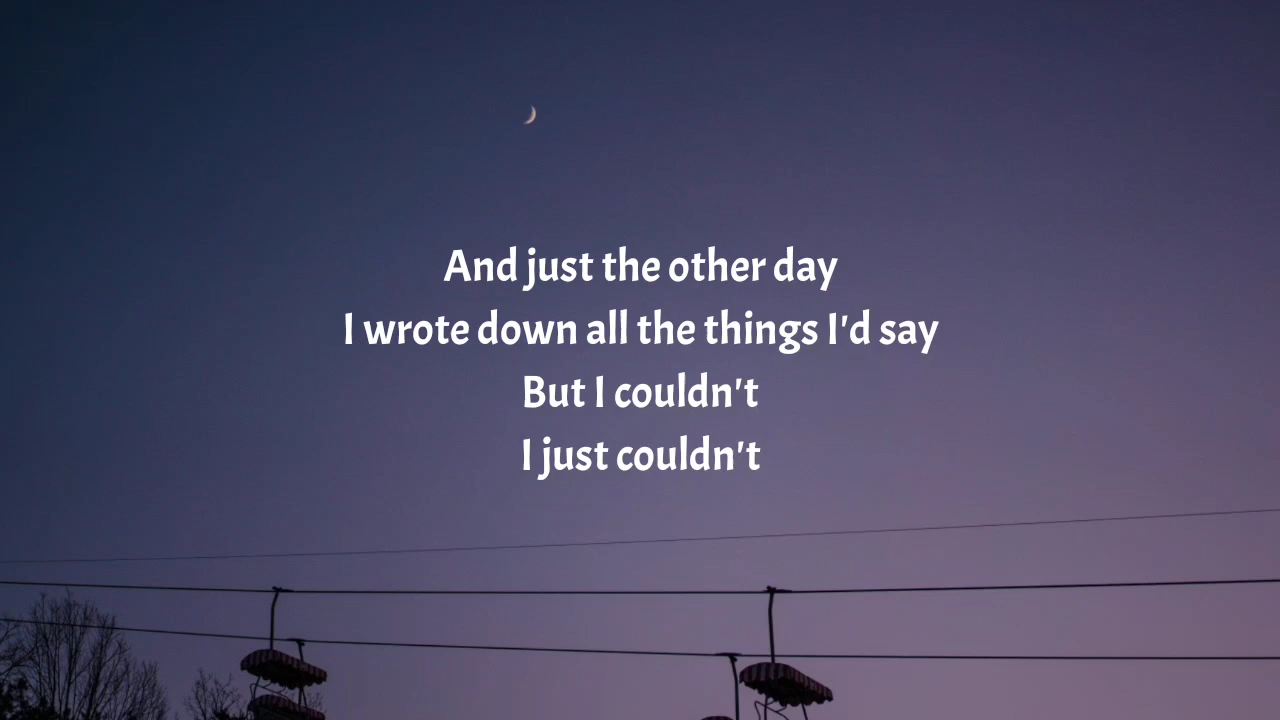 And just the other day
I wrote down all the things I'd say
But I couldn't
I just couldn't